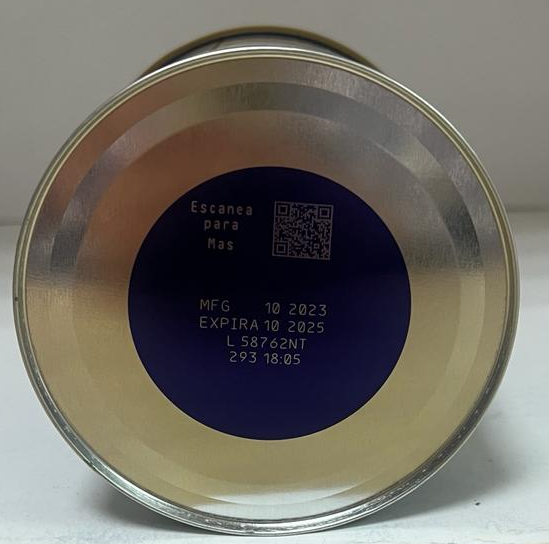 Escanea
para
Mas
MFG 10 2023
EXPIRA 10 2025
L 58762NT
293 18:05